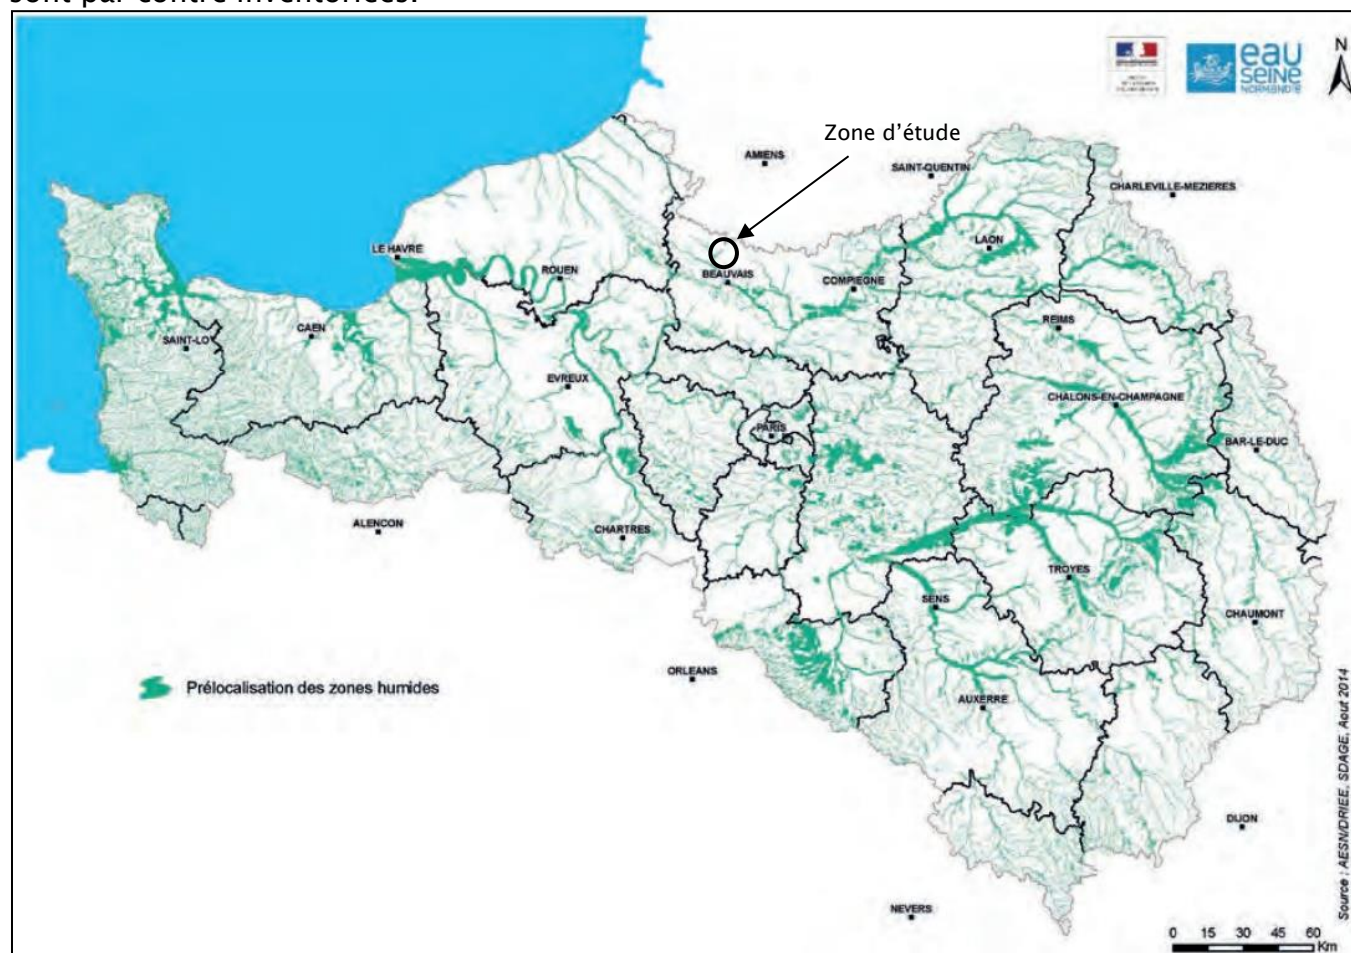 sont par contre inventoriées.
eau
SEINE
NORMANDIE
N
Zone d'étude
AMIENS
SAINT-QUENTIN
CHARLEVILLE-MEZIERES
LAON
LE HAVRE
ROUEN
BEAUVAIS
COMPIEGNE
REIMS
CAEN
SAINT-LO
EVREUX
CHALONS-EN-CHAMPAGNE
PARIS
BAR-LE-DUC
ALENCON
CHARTRES
TROYES
SENS
CHAUMONT
ORLEANS
Prélocalisation des zones humides
AUXERRE
DIJON
NEVERS
Source : AESN/DRIEE, SDAGE, Aout 2014
0 15 30 45 60
Km